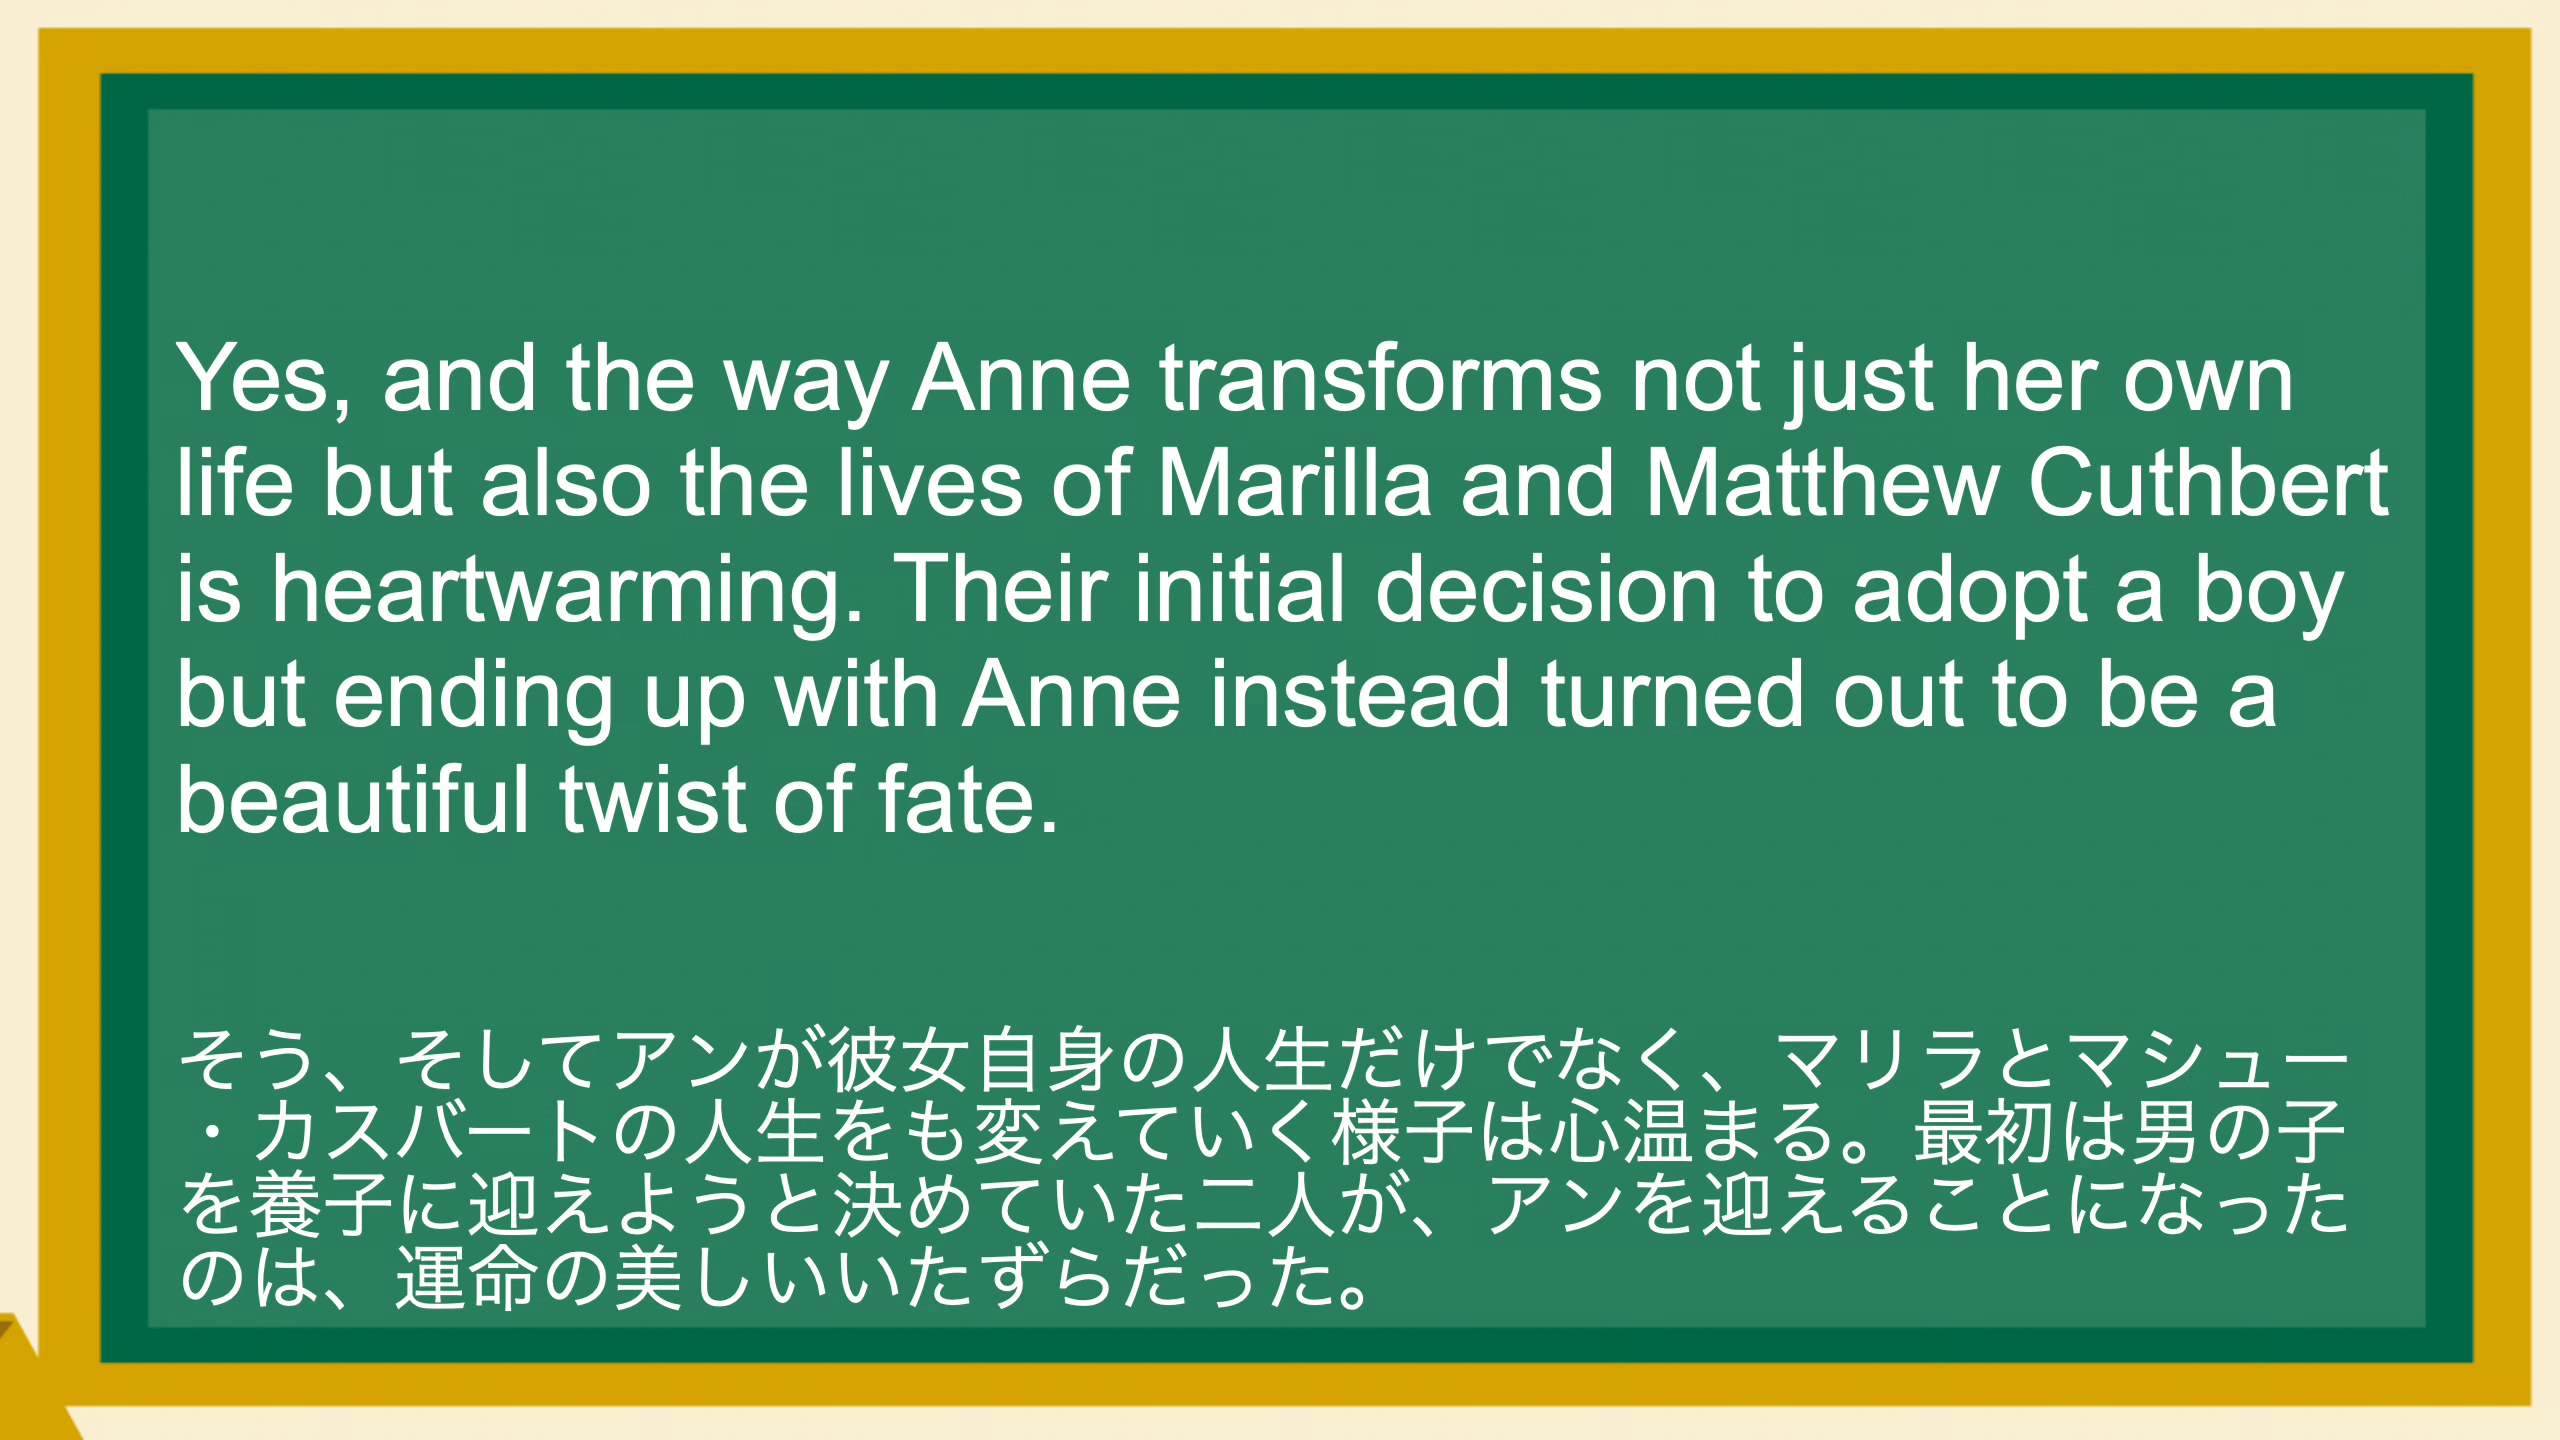 Yes, and the way Anne transforms not just her own
life but also the lives of Marilla and Matthew Cuthbert
is heartwarming. Their initial decision to adopt a boy
but ending up with Anne instead turned out to be a
beautiful twist of fate.
そう、そしてアンが彼女自身の人生だけでなく、マリラとマシュー
・カスバートの人生をも変えていく様子は心温まる。最初は男の子
を養子に迎えようと決めていた二人が、アンを迎えることになった
のは、運命の美しいいたずらだった。